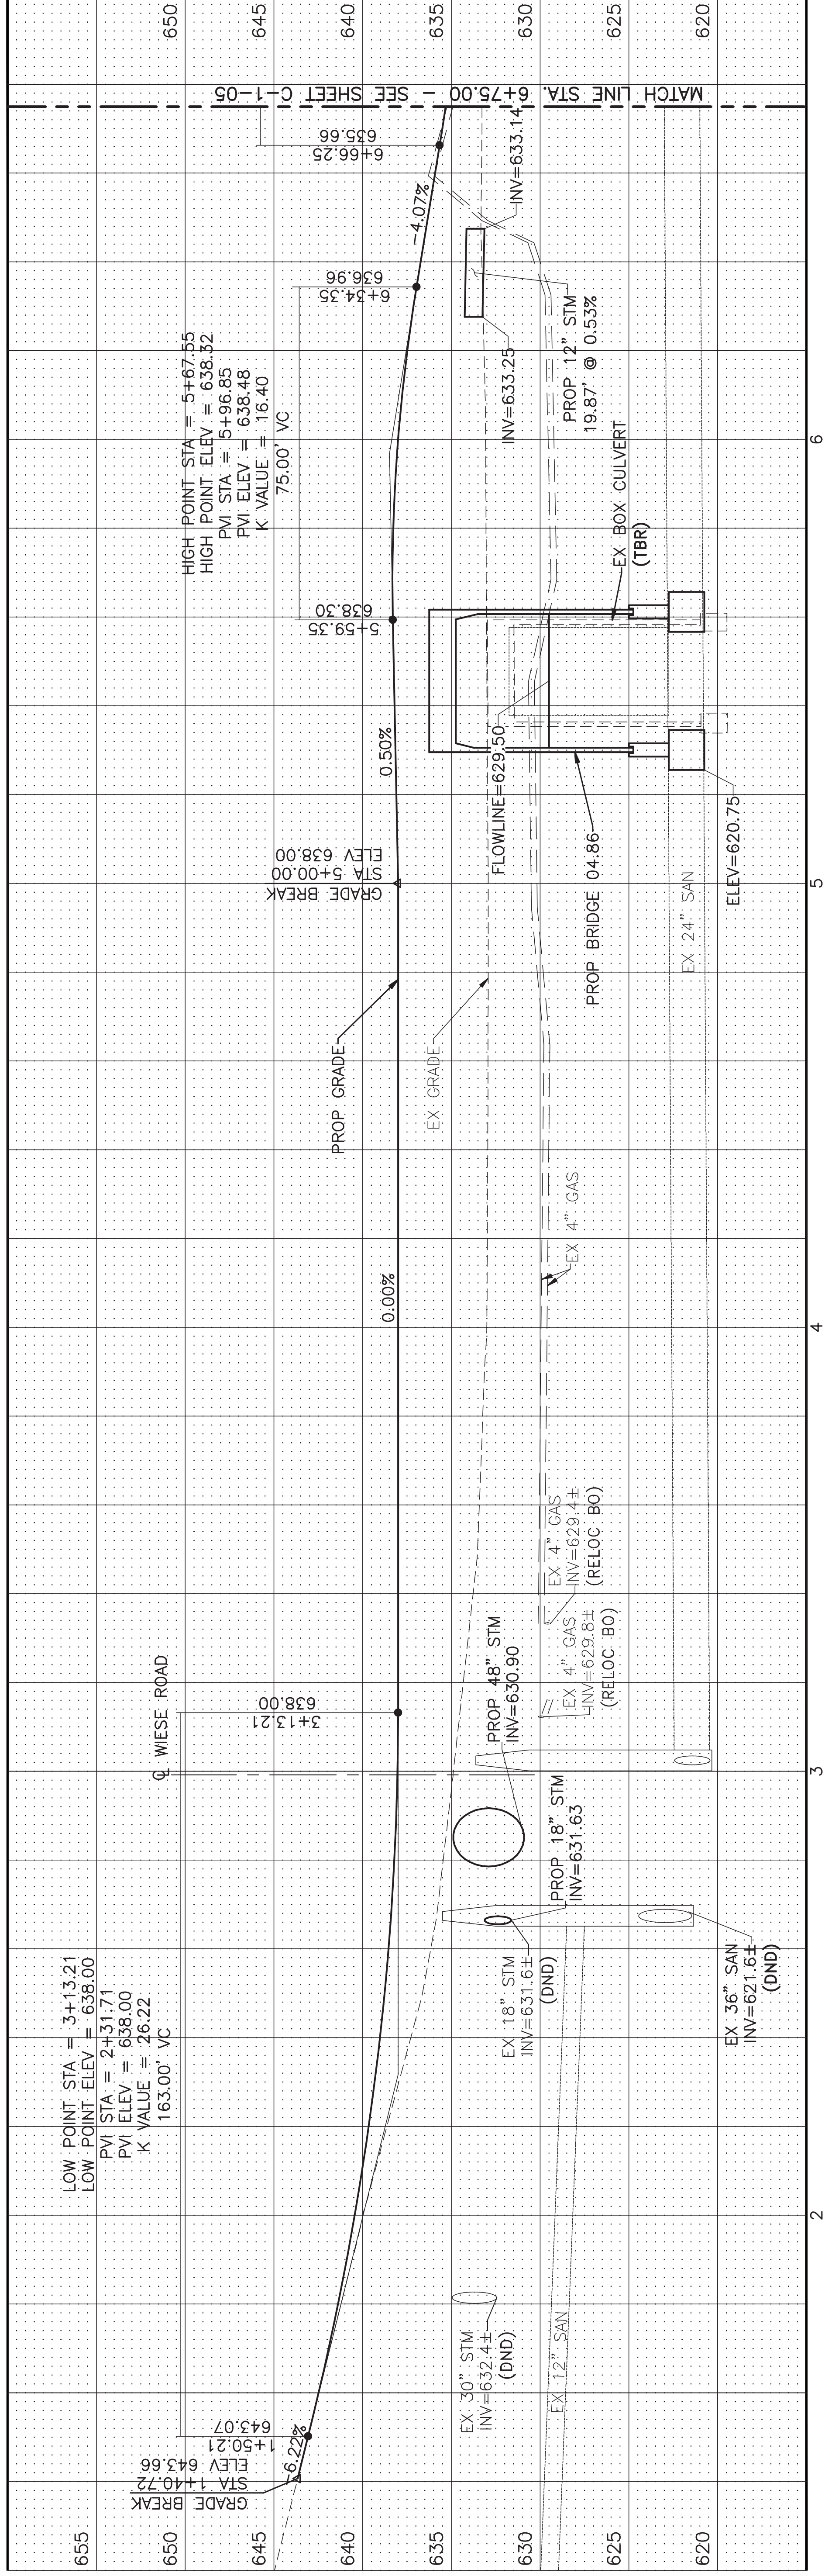 655
650
645
640
635
630
625
620
GRADE BREAK
STA 1+40.72
ELEV 643.66
-6.22%
1+50.21
643.07
LOW POINT STA = 3+13.21
LOW POINT ELEV = 638.00
PVI STA = 2+31.71
PVI ELEV = 638.00
K VALUE = 26.22
163.00' VC
EX 30" STM
INV=632.4±
(DND)
EX 12" SAN
EX 18" STM
INV=631.6±
(DND)
PROP 18" STM
INV=631.63
EX 36" SAN
INV=621.6±
(DND)
℄ WIESE ROAD
3+13.21
638.00
PROP 48" STM
INV=630.90
EX 4" GAS
INV=629.8±
(RELOC BO)
EX 4" GAS
INV=629.4±
(RELOC BO)
0.00%
EX 4" GAS
PROP GRADE
EX GRADE
GRADE BREAK
STA 5+00.00
ELEV 638.00
EX 24" SAN
PROP BRIDGE 04.86
ELEV=620.75
FLOWLINE=629.50
0.50%
5+59.35
638.30
EX BOX CULVERT
(TBR)
HIGH POINT STA = 5+67.55
HIGH POINT ELEV = 638.32
PVI STA = 5+96.85
PVI ELEV = 638.48
K VALUE = 16.40
75.00' VC
INV=633.25
PROP 12" STM
19.87' @ 0.53%
INV=633.14
6+34.35
636.96
-4.07%
6+66.25
635.66
MATCH LINE STA. 6+75.00 - SEE SHEET C-1-05
650
645
640
635
630
625
620
2
3
4
5
6